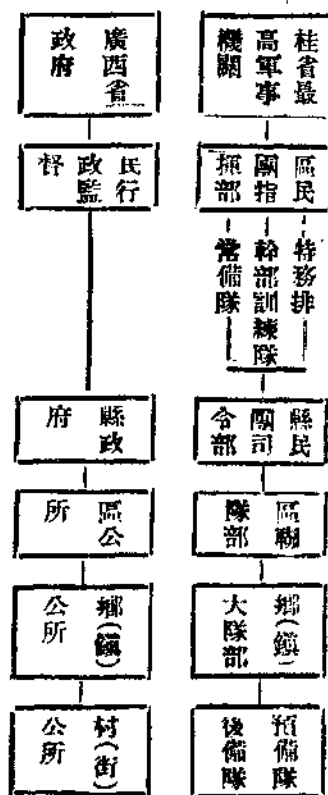 桂省最
高軍事
機關
區民
團指
揮部
特務排
幹部訓練隊
常備隊
縣民
團司
令部
區聯
隊部
鄉(鎮)
大隊部
預備隊
後備隊
廣西省
政府
民行
政監
督
縣政
府
區公
所
鄉(鎮)
公所
村(街)
公所